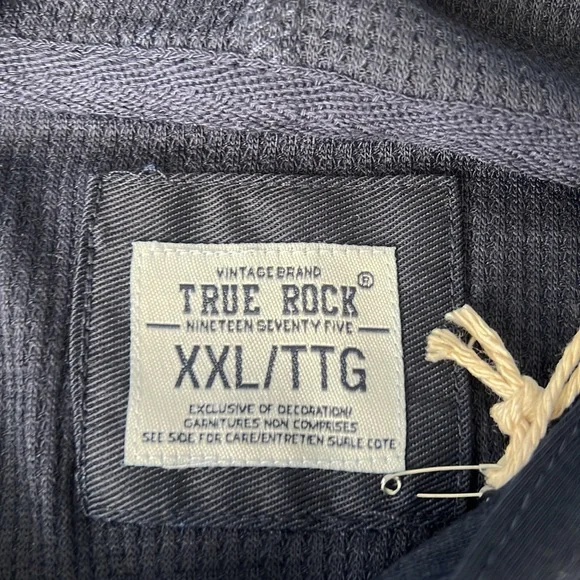 VINTAGE BRAND
TRUE ROCK®
NINETEEN SEVENTY FIVE
XXL/TTG
EXCLUSIVE OF DECORATION/
GARNITURES NON COMPRISES
SEE SIDE FOR CARE/ENTRETIEN SUR LE COTE